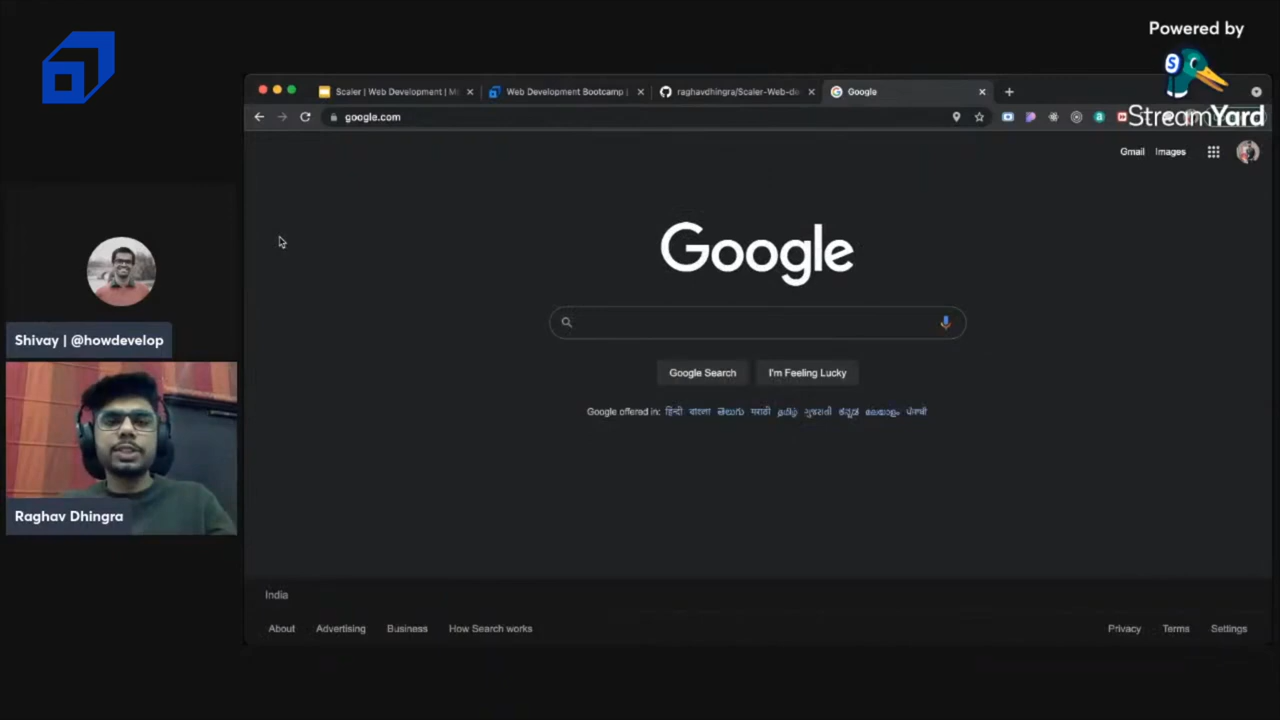 Powered by
S
StreamYard
Scaler | Web Development | M
Web Development Bootcamp |
raghavdhingra/Scaler-Web-de
Google
google.com
Gmail Images
Google
Google Search I'm Feeling Lucky
Google offered in: हिन्दी বাংলা తెలుగు मराठी தமிழ் ગુજરાતી ಕನ್ನಡ മലയാളം ਪੰਜਾਬੀ
Shivay | @howdevelop
Raghav Dhingra
India
About Advertising Business How Search works
Privacy Terms Settings